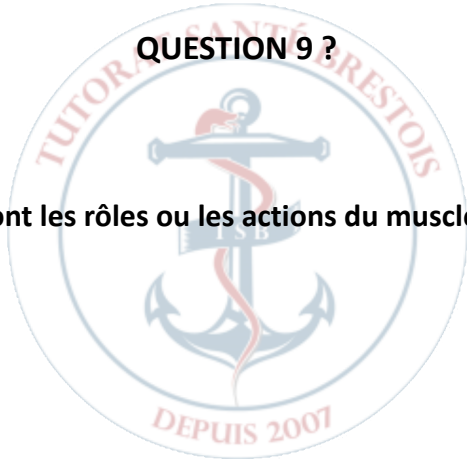 QUESTION 9 ?
TUTORAT SANTÉ BRESTOIS
ont les rôles ou les actions du muscle
TSB
DEPUIS 2007